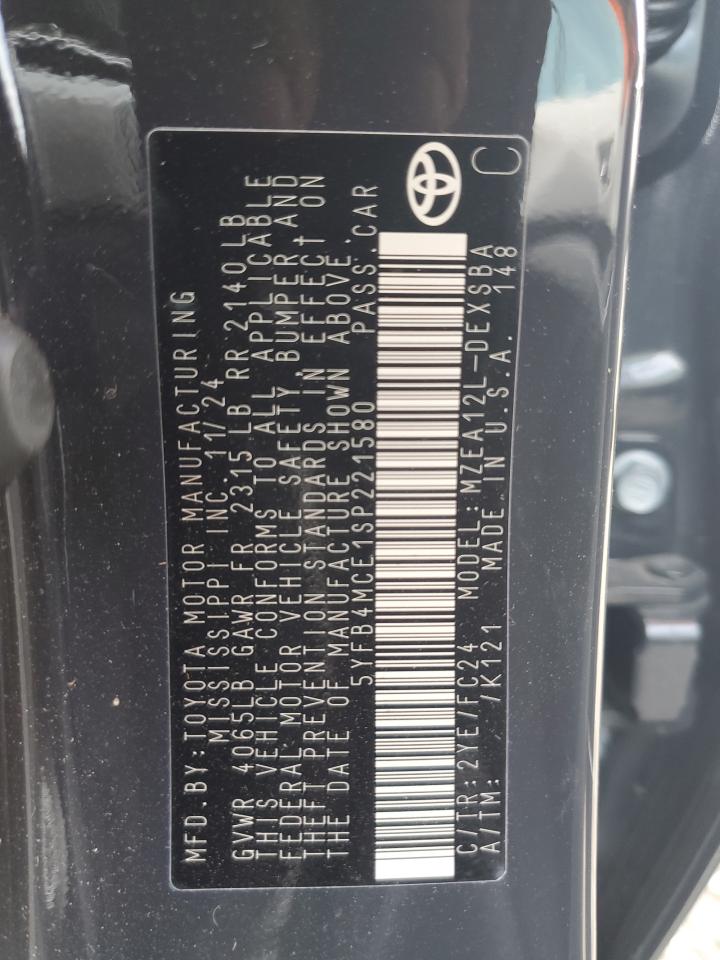 MFD.BY:TOYOTA MOTOR MANUFACTURING
MISSISSIPPI INC 11/24
GVWR 4065LB GAWR FR 2315 LB RR 2140 LB
THIS VEHICLE CONFORMS TO ALL APPLICABLE
FEDERAL MOTOR VEHICLE SAFETY BUMPER AND
THEFT PREVENTION STANDARDS IN EFFECT ON
THE DATE OF MANUFACTURE SHOWN ABOVE.
5YFB4MCE1SP221580 PASS CAR
C/TR: 2YE/FC24 MODEL: MZEA12L-DEXSBA
A/TM: /K121 MADE IN U.S.A. 148
C